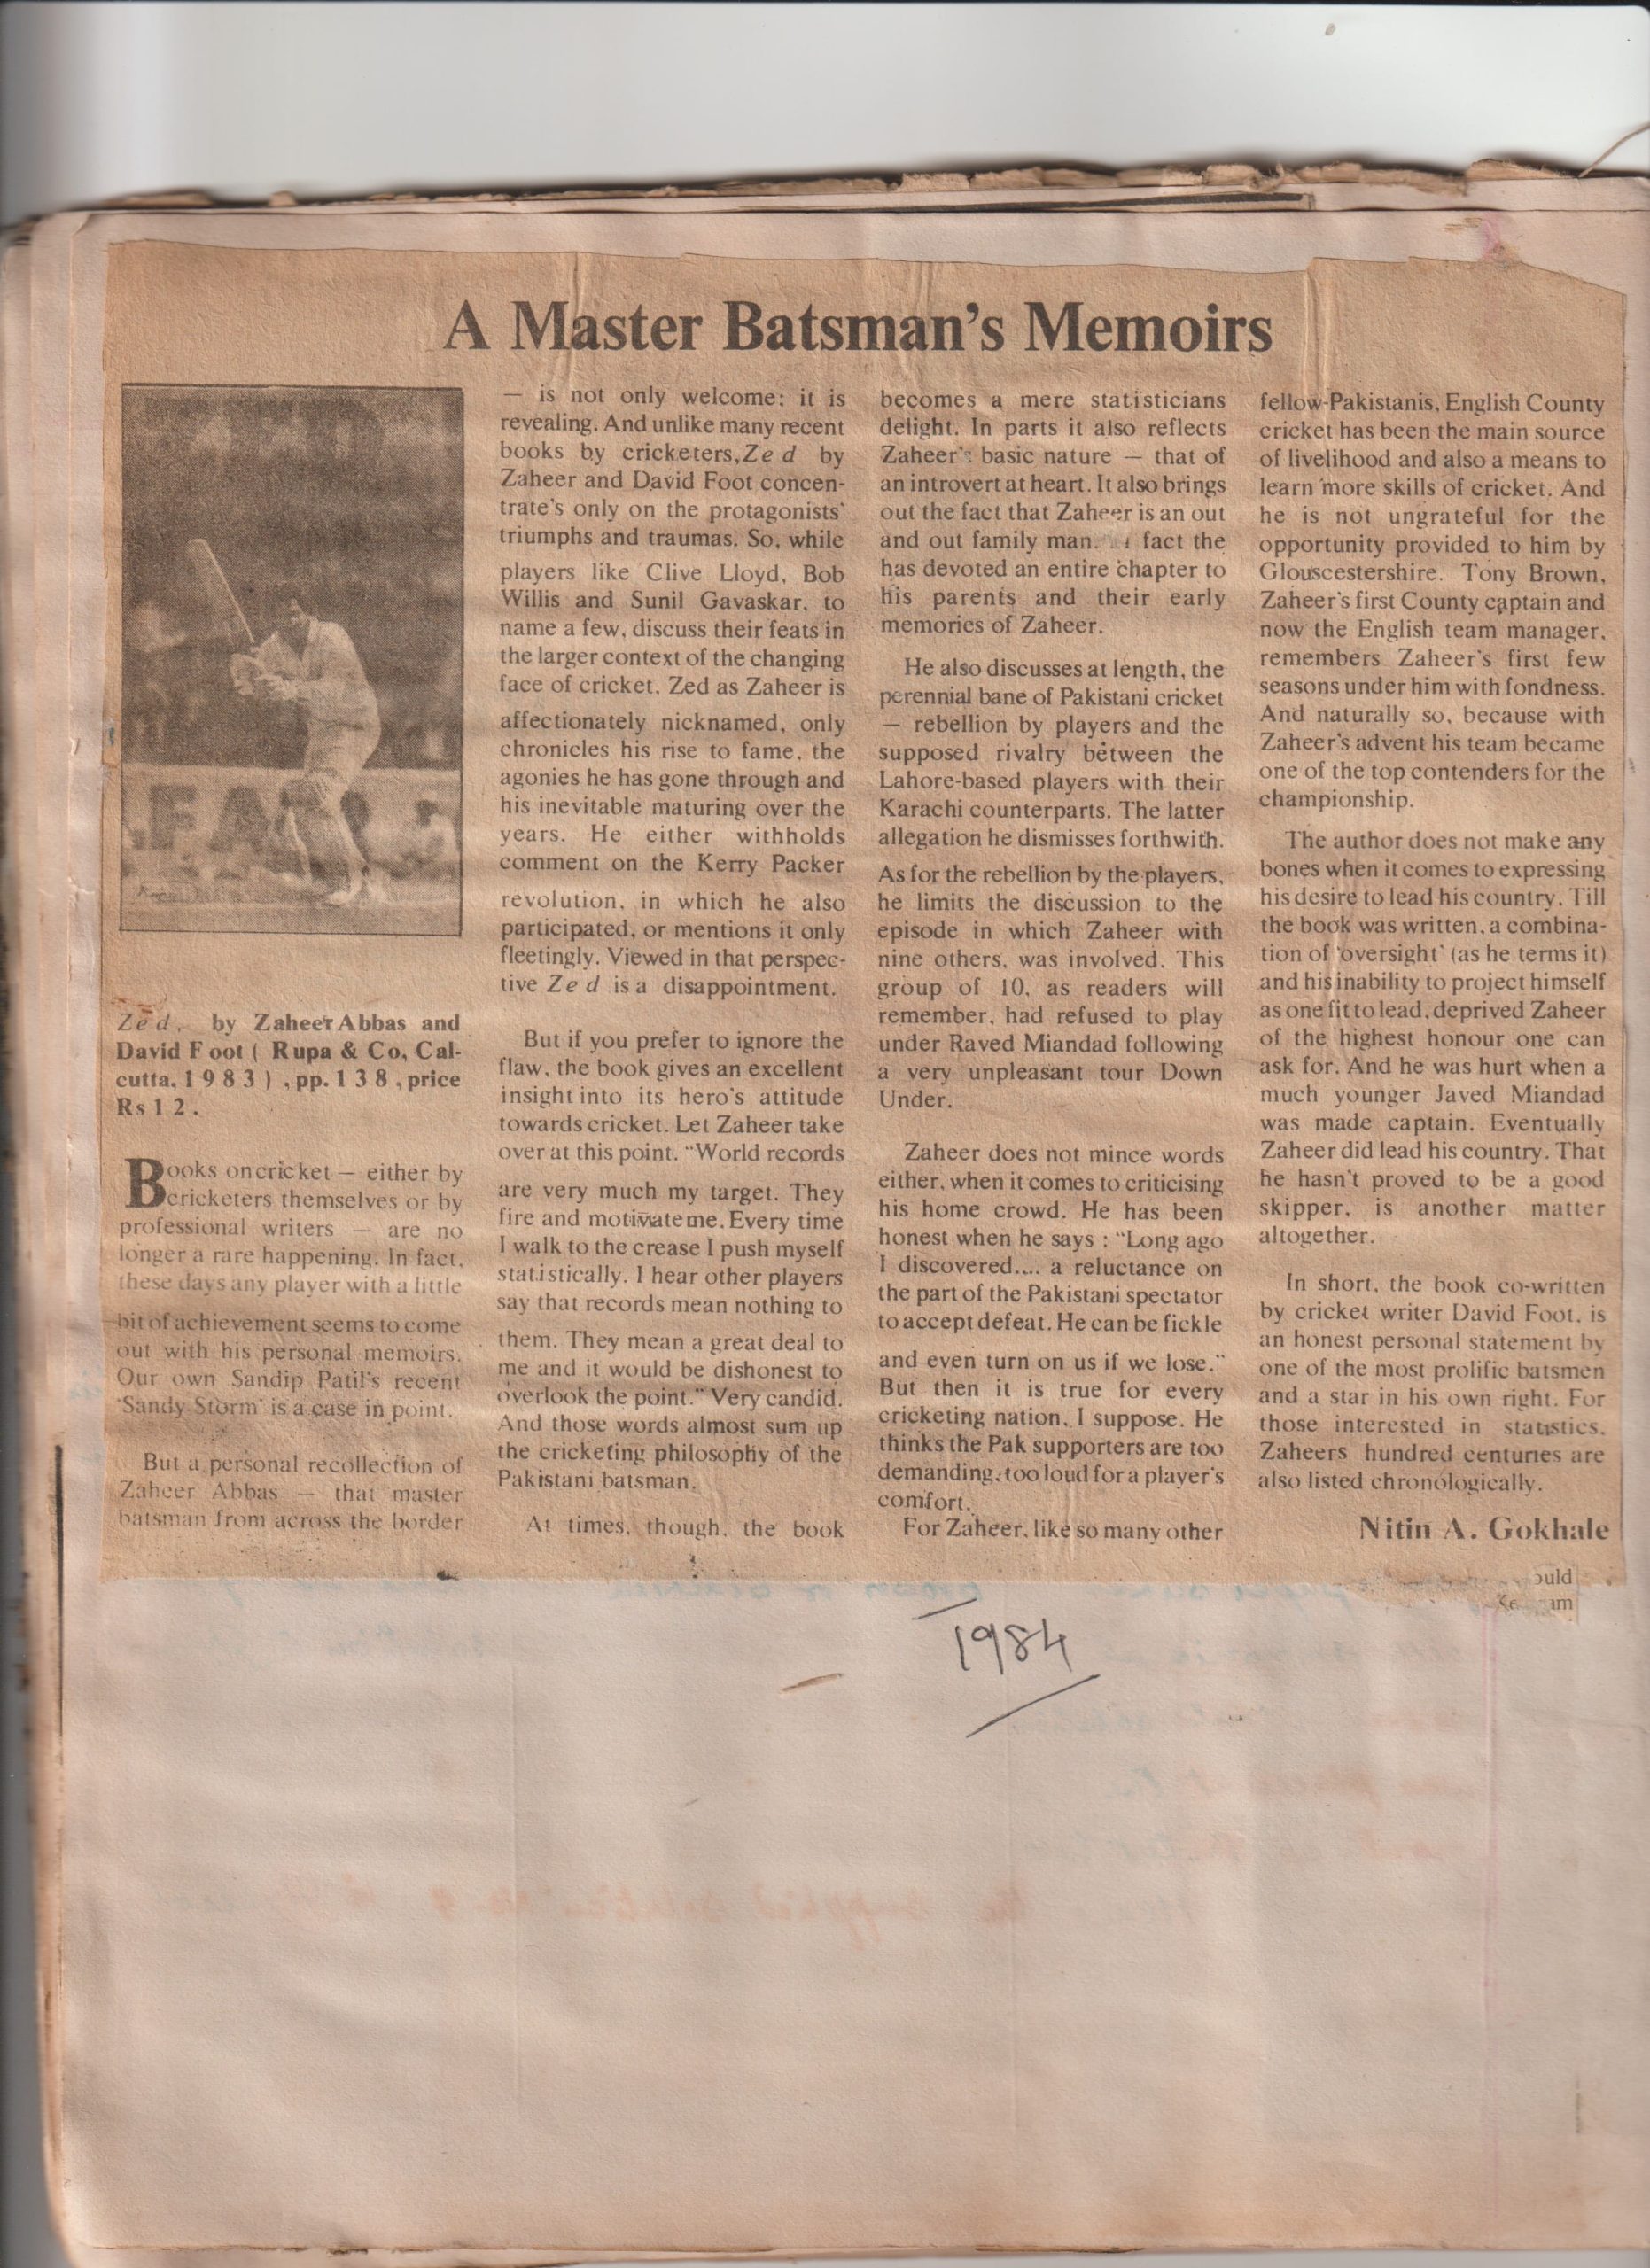 A Master Batsman's Memoirs
Zed, by Zaheer Abbas and
David Foot ( Rupa & Co, Cal-
cutta, 1983) , pp. 138 , price
Rs 12.
Books on cricket — either by
cricketers themselves or by
professional writers — are no
longer a rare happening. In fact,
these days any player with a little
bit of achievement seems to come
out with his personal memoirs.
Our own Sandip Patil's recent
'Sandy Storm' is a case in point.
But a personal recollection of
Zaheer Abbas — that master
batsman from across the border
— is not only welcome: it is
revealing. And unlike many recent
books by cricketers, Zed by
Zaheer and David Foot concen-
trate's only on the protagonists'
triumphs and traumas. So, while
players like Clive Lloyd, Bob
Willis and Sunil Gavaskar, to
name a few, discuss their feats in
the larger context of the changing
face of cricket, Zed as Zaheer is
affectionately nicknamed, only
chronicles his rise to fame, the
agonies he has gone through and
his inevitable maturing over the
years. He either withholds
comment on the Kerry Packer
revolution, in which he also
participated, or mentions it only
fleetingly. Viewed in that perspec-
tive Zed is a disappointment.
But if you prefer to ignore the
flaw, the book gives an excellent
insight into its hero's attitude
towards cricket. Let Zaheer take
over at this point. "World records
are very much my target. They
fire and motivate me. Every time
I walk to the crease I push myself
statistically. I hear other players
say that records mean nothing to
them. They mean a great deal to
me and it would be dishonest to
overlook the point." Very candid.
And those words almost sum up
the cricketing philosophy of the
Pakistani batsman.
At times, though, the book
becomes a mere statisticians
delight. In parts it also reflects
Zaheer's basic nature — that of
an introvert at heart. It also brings
out the fact that Zaheer is an out
and out family man. fact the
has devoted an entire chapter to
his parents and their early
memories of Zaheer.
He also discusses at length, the
perennial bane of Pakistani cricket
— rebellion by players and the
supposed rivalry between the
Lahore-based players with their
Karachi counterparts. The latter
allegation he dismisses forthwith.
As for the rebellion by the players,
he limits the discussion to the
episode in which Zaheer with
nine others, was involved. This
group of 10, as readers will
remember, had refused to play
under Raved Miandad following
a very unpleasant tour Down
Under.
Zaheer does not mince words
either, when it comes to criticising
his home crowd. He has been
honest when he says : "Long ago
I discovered.... a reluctance on
the part of the Pakistani spectator
to accept defeat. He can be fickle
and even turn on us if we lose."
But then it is true for every
cricketing nation, I suppose. He
thinks the Pak supporters are too
demanding, too loud for a player's
comfort.
For Zaheer, like so many other
fellow-Pakistanis, English County
cricket has been the main source
of livelihood and also a means to
learn more skills of cricket. And
he is not ungrateful for the
opportunity provided to him by
Glouscestershire. Tony Brown,
Zaheer's first County captain and
now the English team manager,
remembers Zaheer's first few
seasons under him with fondness.
And naturally so, because with
Zaheer's advent his team became
one of the top contenders for the
championship.
The author does not make any
bones when it comes to expressing
his desire to lead his country. Till
the book was written, a combina-
tion of 'oversight' (as he terms it)
and his inability to project himself
as one fit to lead, deprived Zaheer
of the highest honour one can
ask for. And he was hurt when a
much younger Javed Miandad
was made captain. Eventually
Zaheer did lead his country. That
he hasn't proved to be a good
skipper, is another matter
altogether.
In short, the book co-written
by cricket writer David Foot, is
an honest personal statement by
one of the most prolific batsmen
and a star in his own right. For
those interested in statistics,
Zaheers hundred centuries are
also listed chronologically.
Nitin A. Gokhale
1984